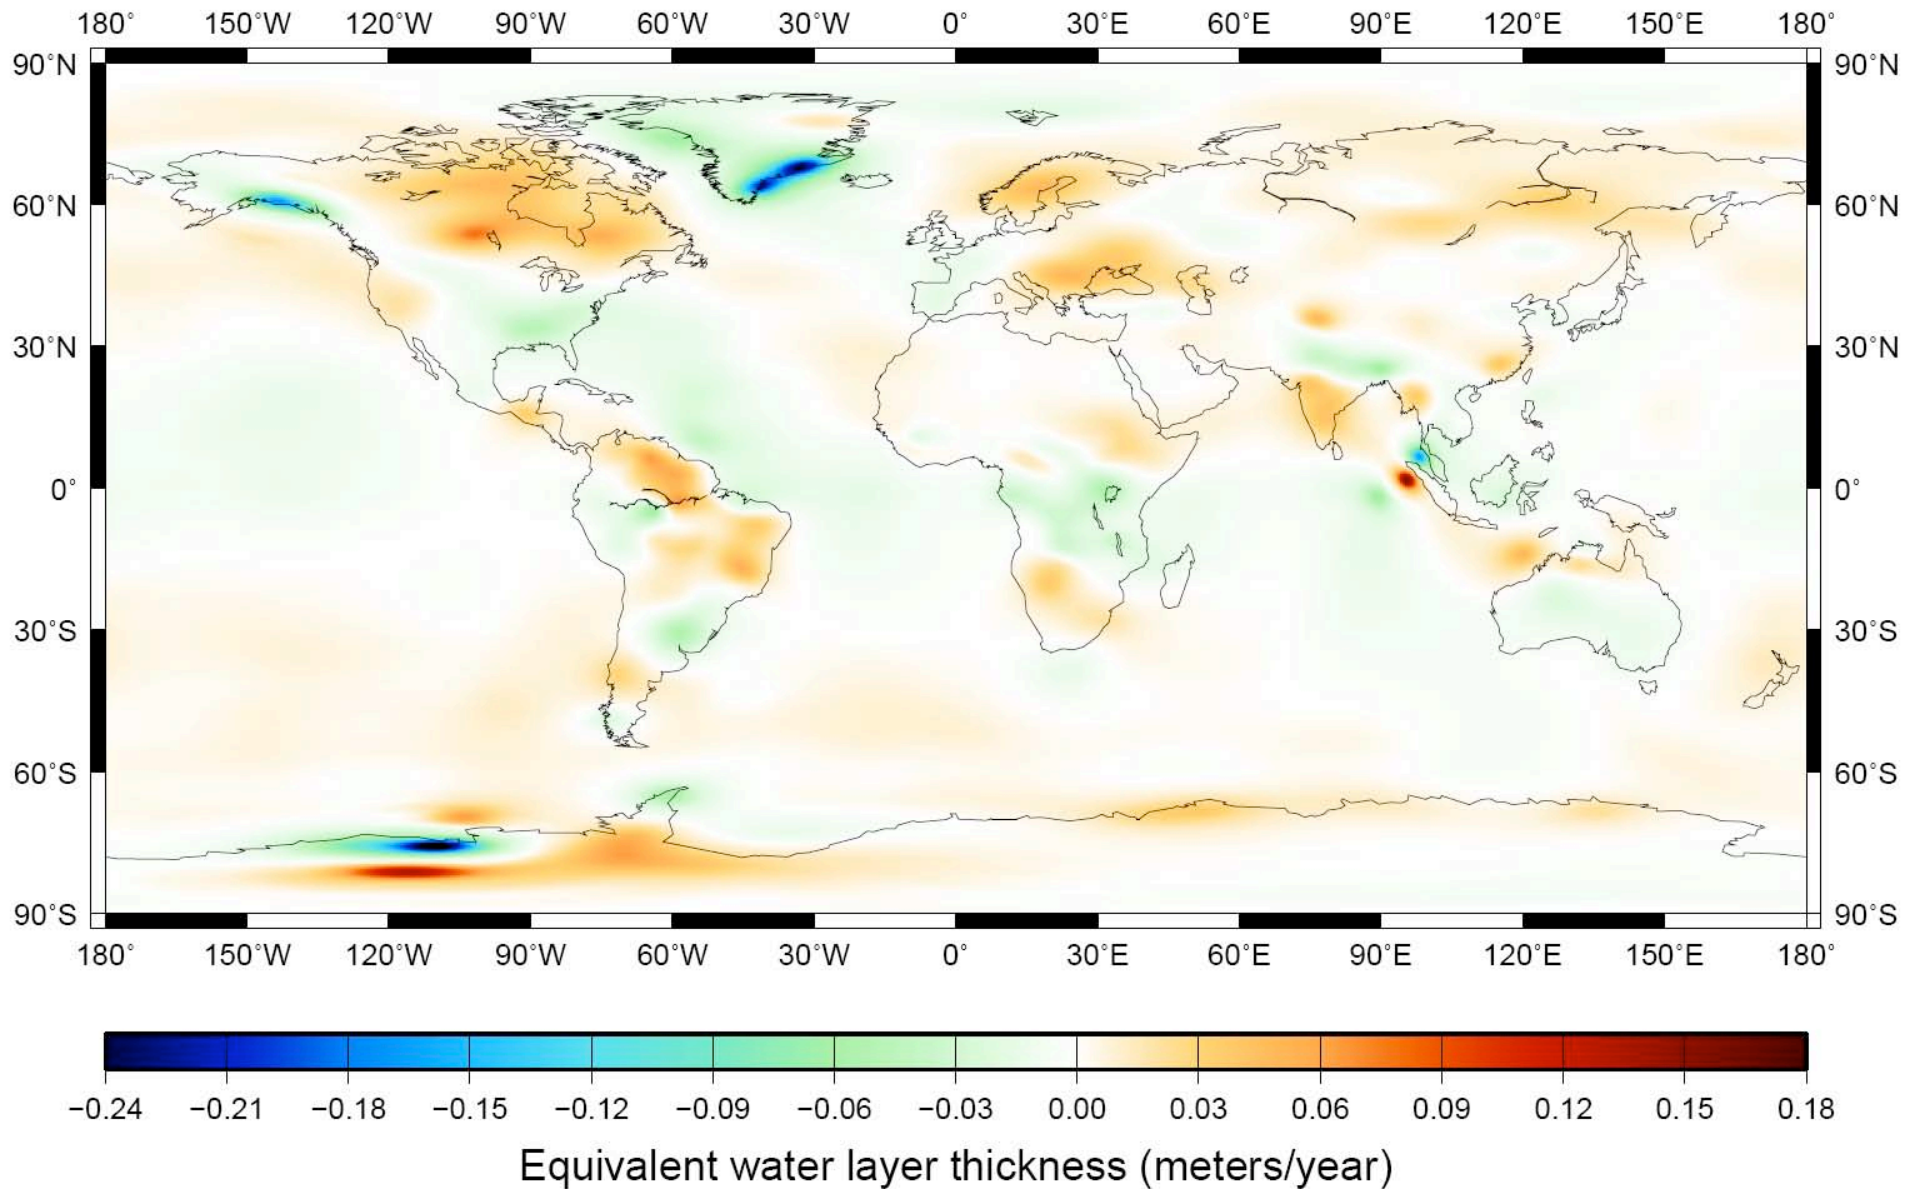 180° 150°W 120°W 90°W 60°W 30°W 0° 30°E 60°E 90°E 120°E 150°E 180°
90°N 90°N
60°N 60°N
30°N 30°N
0° 0°
30°S 30°S
60°S 60°S
90°S 90°S
180° 150°W 120°W 90°W 60°W 30°W 0° 30°E 60°E 90°E 120°E 150°E 180°
−0.24 −0.21 −0.18 −0.15 −0.12 −0.09 −0.06 −0.03 0.00 0.03 0.06 0.09 0.12 0.15 0.18
Equivalent water layer thickness (meters/year)